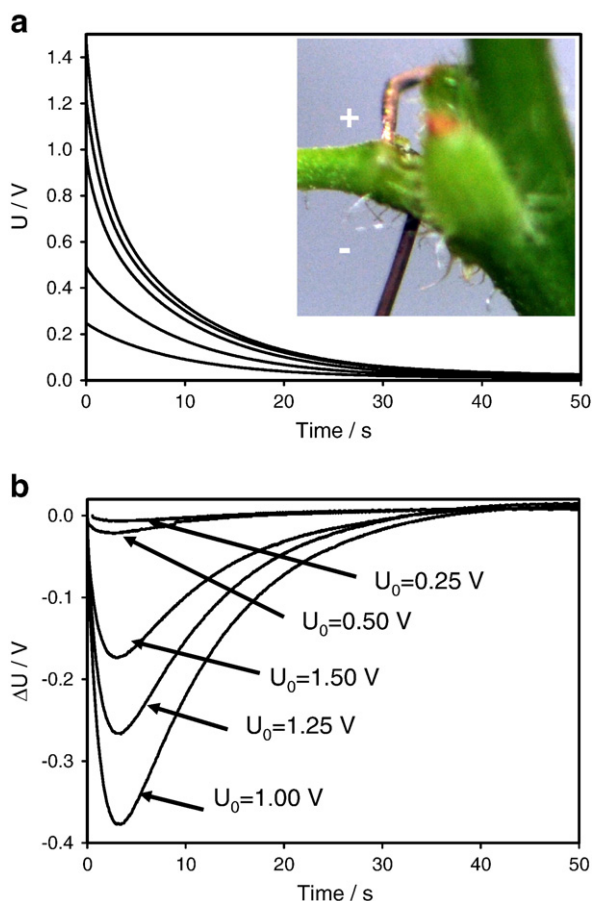 a
1.4
1.2
1.0
0.8
0.6
0.4
0.2
0.0
U / V
+
-
0
10
20
30
40
50
Time / s
b
0.0
-0.1
-0.2
-0.3
-0.4
ΔU / V
U₀=0.25 V
U₀=0.50 V
U₀=1.50 V
U₀=1.25 V
U₀=1.00 V
0
10
20
30
40
50
Time / s